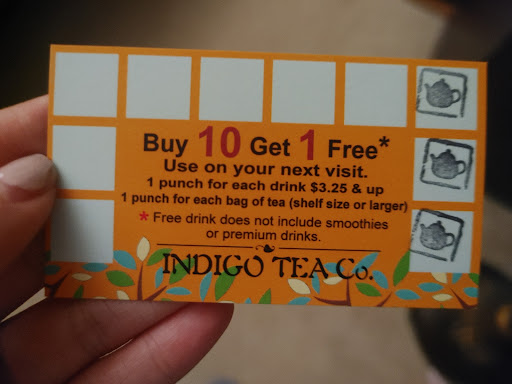 Buy 10 Get 1 Free*
Use on your next visit.
1 punch for each drink $3.25 & up
1 punch for each bag of tea (shelf size or larger)
* Free drink does not include smoothies
or premium drinks.
INDIGO TEA Co.